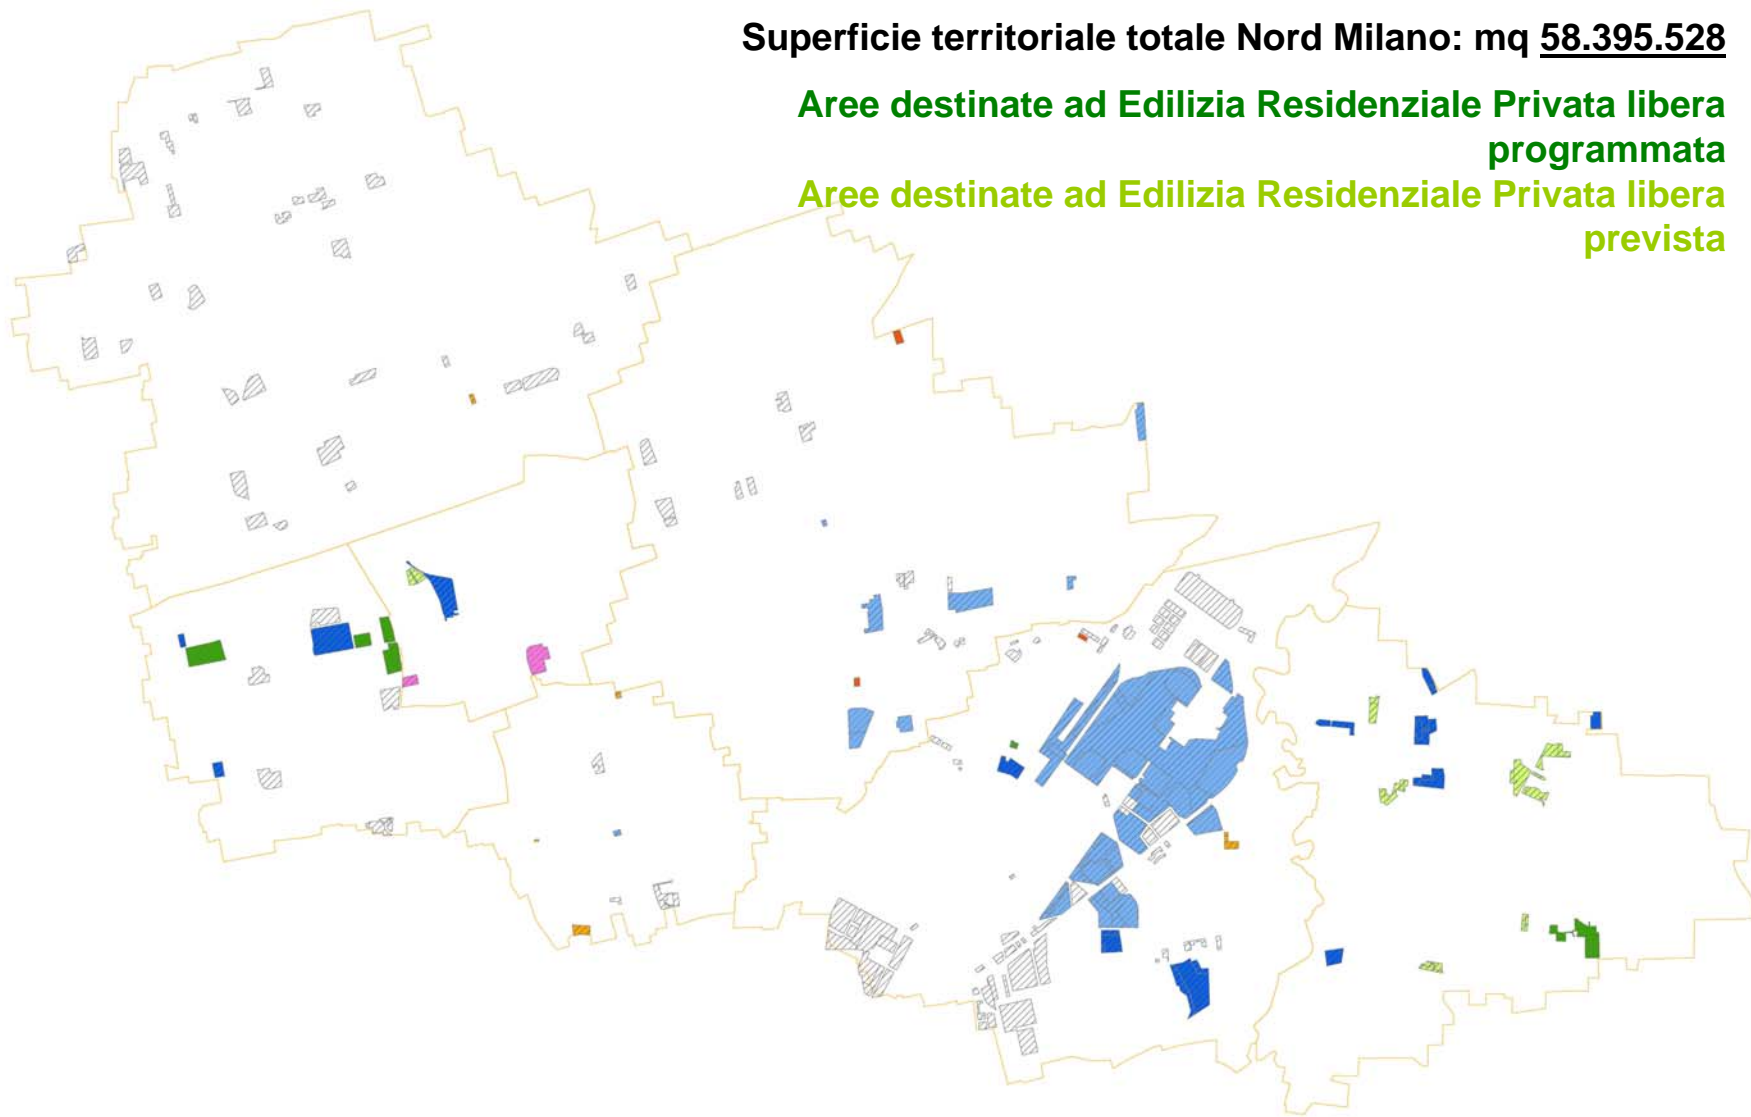 Superficie territoriale totale Nord Milano: mq 58.395.528
Aree destinate ad Edilizia Residenziale Privata libera
programmata
Aree destinate ad Edilizia Residenziale Privata libera
prevista